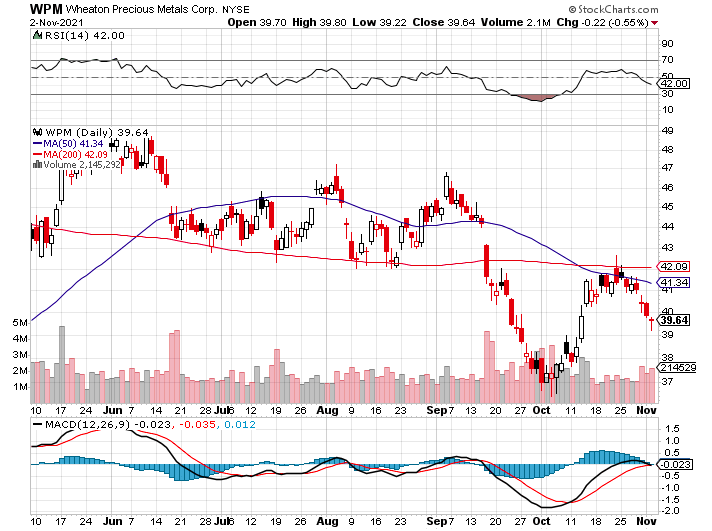 WPM Wheaton Precious Metals Corp. NYSE © StockCharts.com
2-Nov-2021 Open 39.70 High 39.80 Low 39.22 Close 39.64 Volume 2.1M Chg -0.22 (-0.55%)
RSI(14) 42.00
90
70
50
42.00
30
10
WPM (Daily) 39.64
MA(50) 41.34
MA(200) 42.09
Volume 2,145,292
49
48
47
46
45
44
43
42.09
41.34
41
40
39.64
39
38
37
5M
4M
3M
2M
1M
214529
10 17 24 Jun 7 14 21 28 Jul 6 12 19 26 Aug 9 16 23 Sep 7 13 20 27 Oct 11 18 25 Nov
MACD(12,26,9) -0.023, -0.035, 0.012
1.5
1.0
0.5
-0.023
-0.5
-1.0
-1.5
-2.0
10 17 24 Jun 7 14 21 28 Jul 6 12 19 26 Aug 9 16 23 Sep 7 13 20 27 Oct 11 18 25 Nov